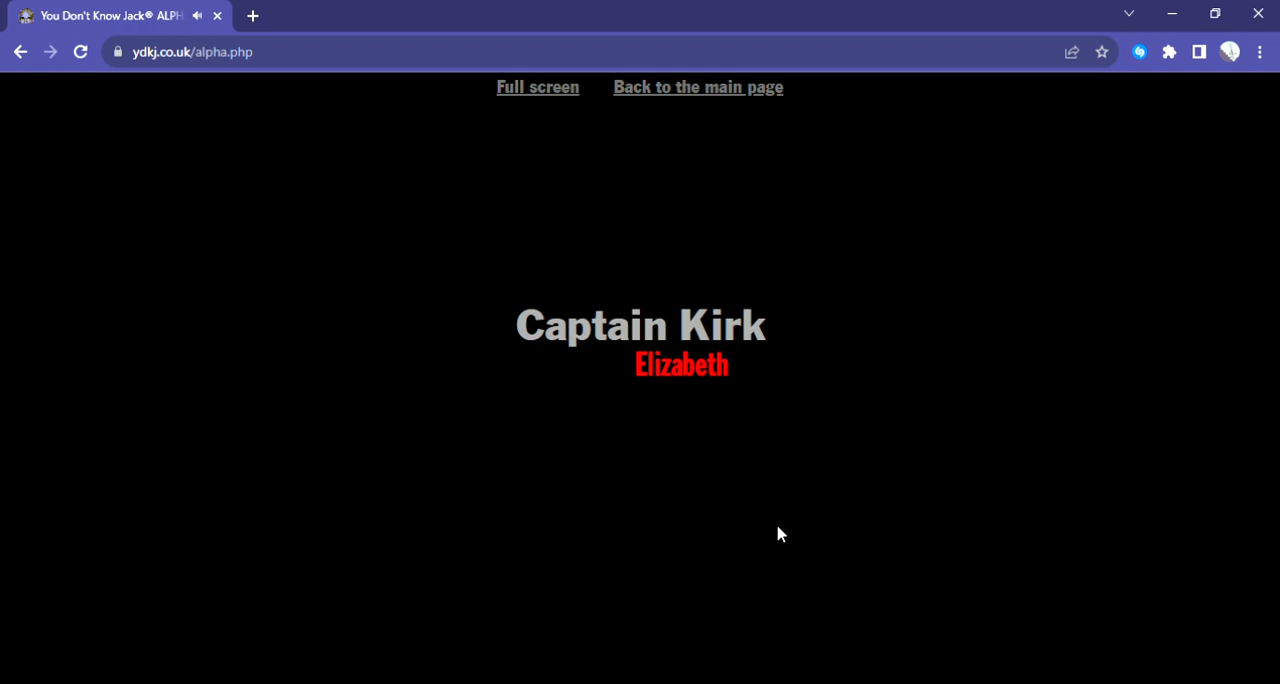 You Don't Know Jack® ALPH
ydkj.co.uk/alpha.php
Full screen Back to the main page
Captain Kirk
Elizabeth